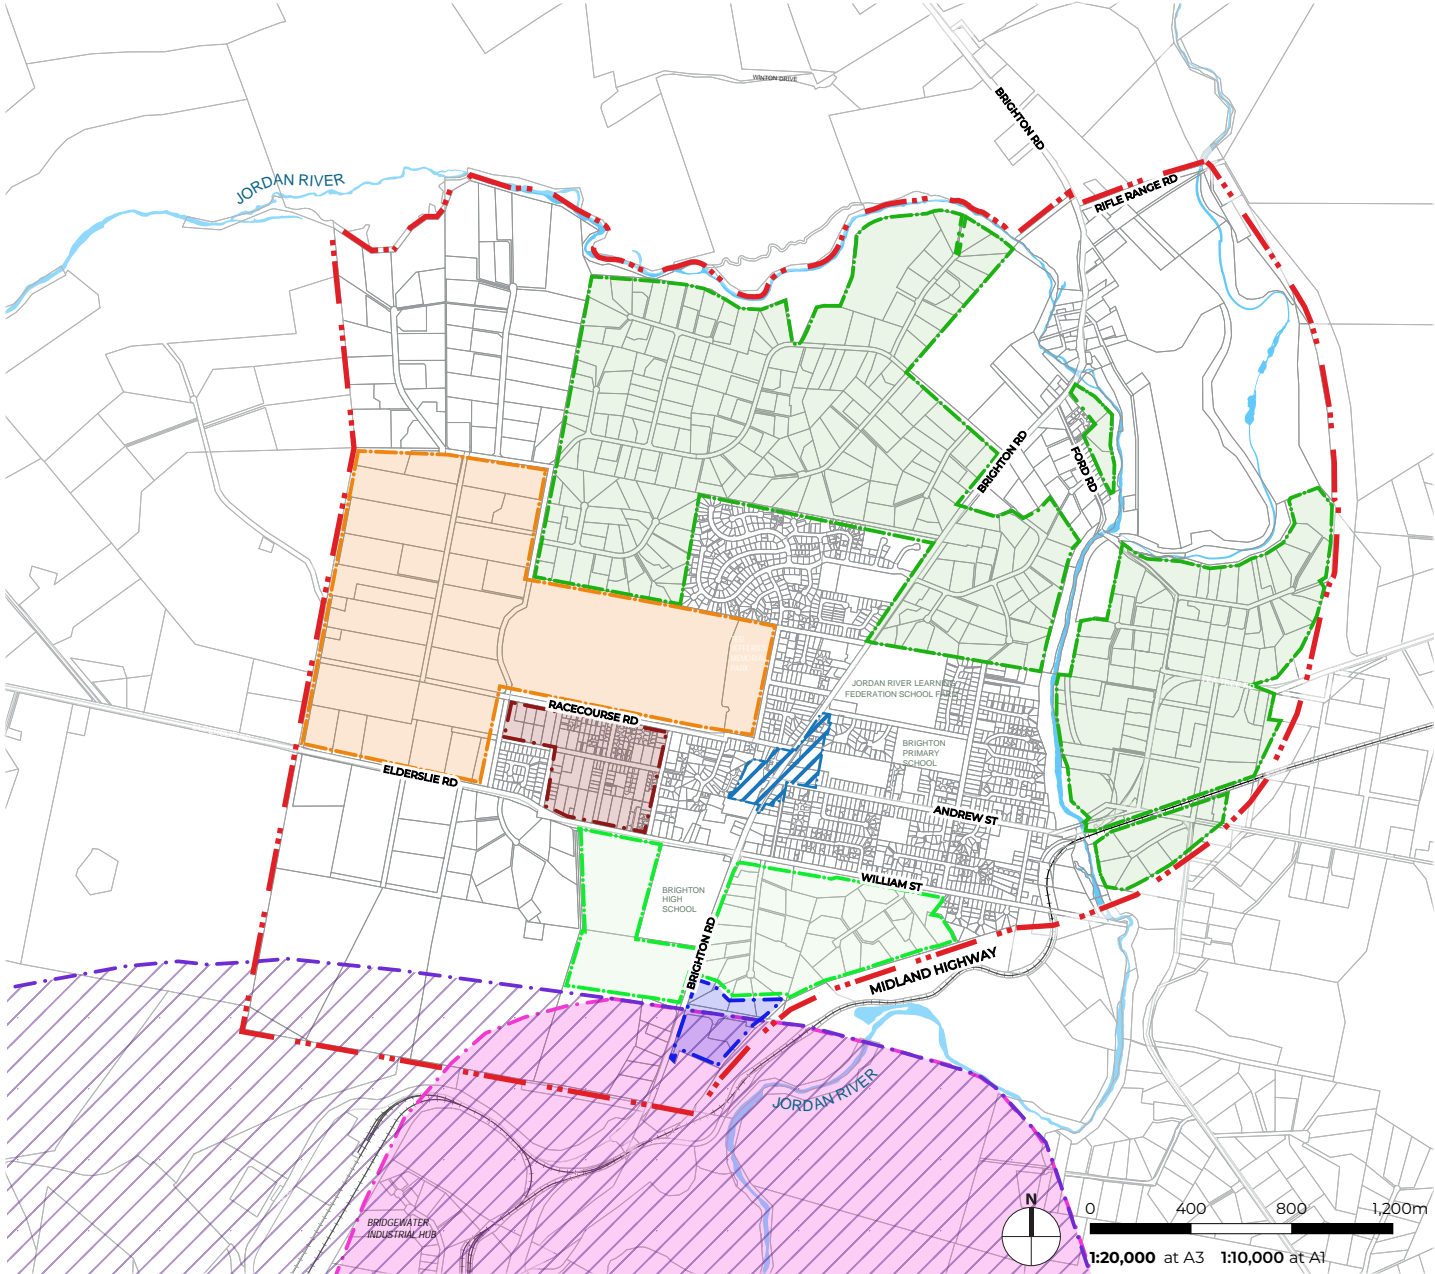 WINTON DRIVE
BRIGHTON RD
JORDAN RIVER
RIFLE RANGE RD
BRIGHTON RD
FORD RD
JORDAN RIVER LEARNING
FEDERATION SCHOOL FARM
RACECOURSE RD
BRIGHTON
PRIMARY
SCHOOL
ELDERSLIE RD
ANDREW ST
WILLIAM ST
BRIGHTON
HIGH
SCHOOL
BRIGHTON RD
MIDLAND HIGHWAY
JORDAN RIVER
BRIDGEWATER
INDUSTRIAL HUB
N
0 400 800 1,200m
1:20,000 at A3 1:10,000 at A1